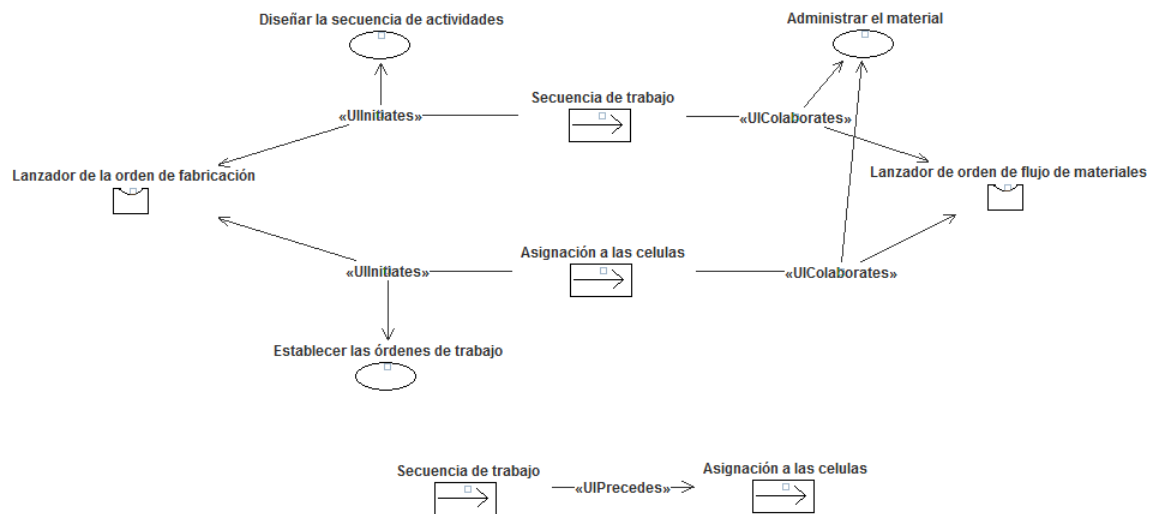 Diseñar la secuencia de actividades
Administrar el material
Secuencia de trabajo
«UIInitiates»
«UIColaborates»
Lanzador de la orden de fabricación
Lanzador de orden de flujo de materiales
Asignación a las celulas
«UIInitiates»
«UIColaborates»
Establecer las órdenes de trabajo
Secuencia de trabajo
Asignación a las celulas
«UIPrecedes»